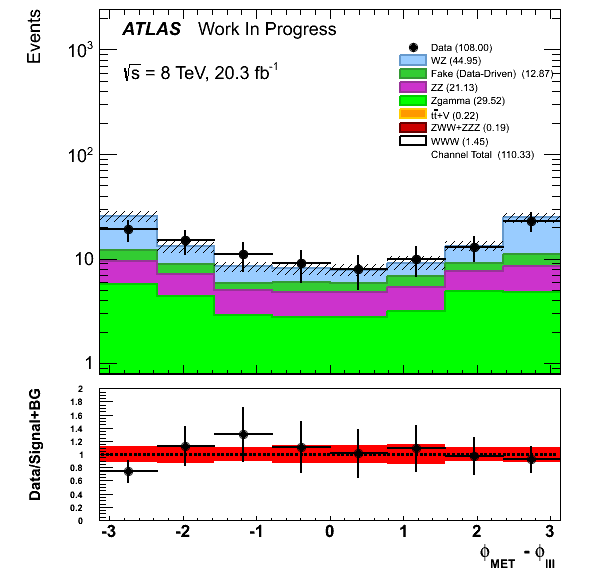 Events
ATLAS Work In Progress
√s = 8 TeV, 20.3 fb⁻¹
Data (108.00)
WZ (44.95)
Fake (Data-Driven) (12.87)
ZZ (21.13)
Zgamma (29.52)
tt̄+V (0.22)
ZWW+ZZZ (0.19)
WWW (1.45)
Channel Total (110.33)
10³
10²
10
1
Data/Signal+BG
2
1.8
1.6
1.4
1.2
1
0.8
0.6
0.4
0.2
0
-3 -2 -1 0 1 2 3
ϕMET - ϕlll